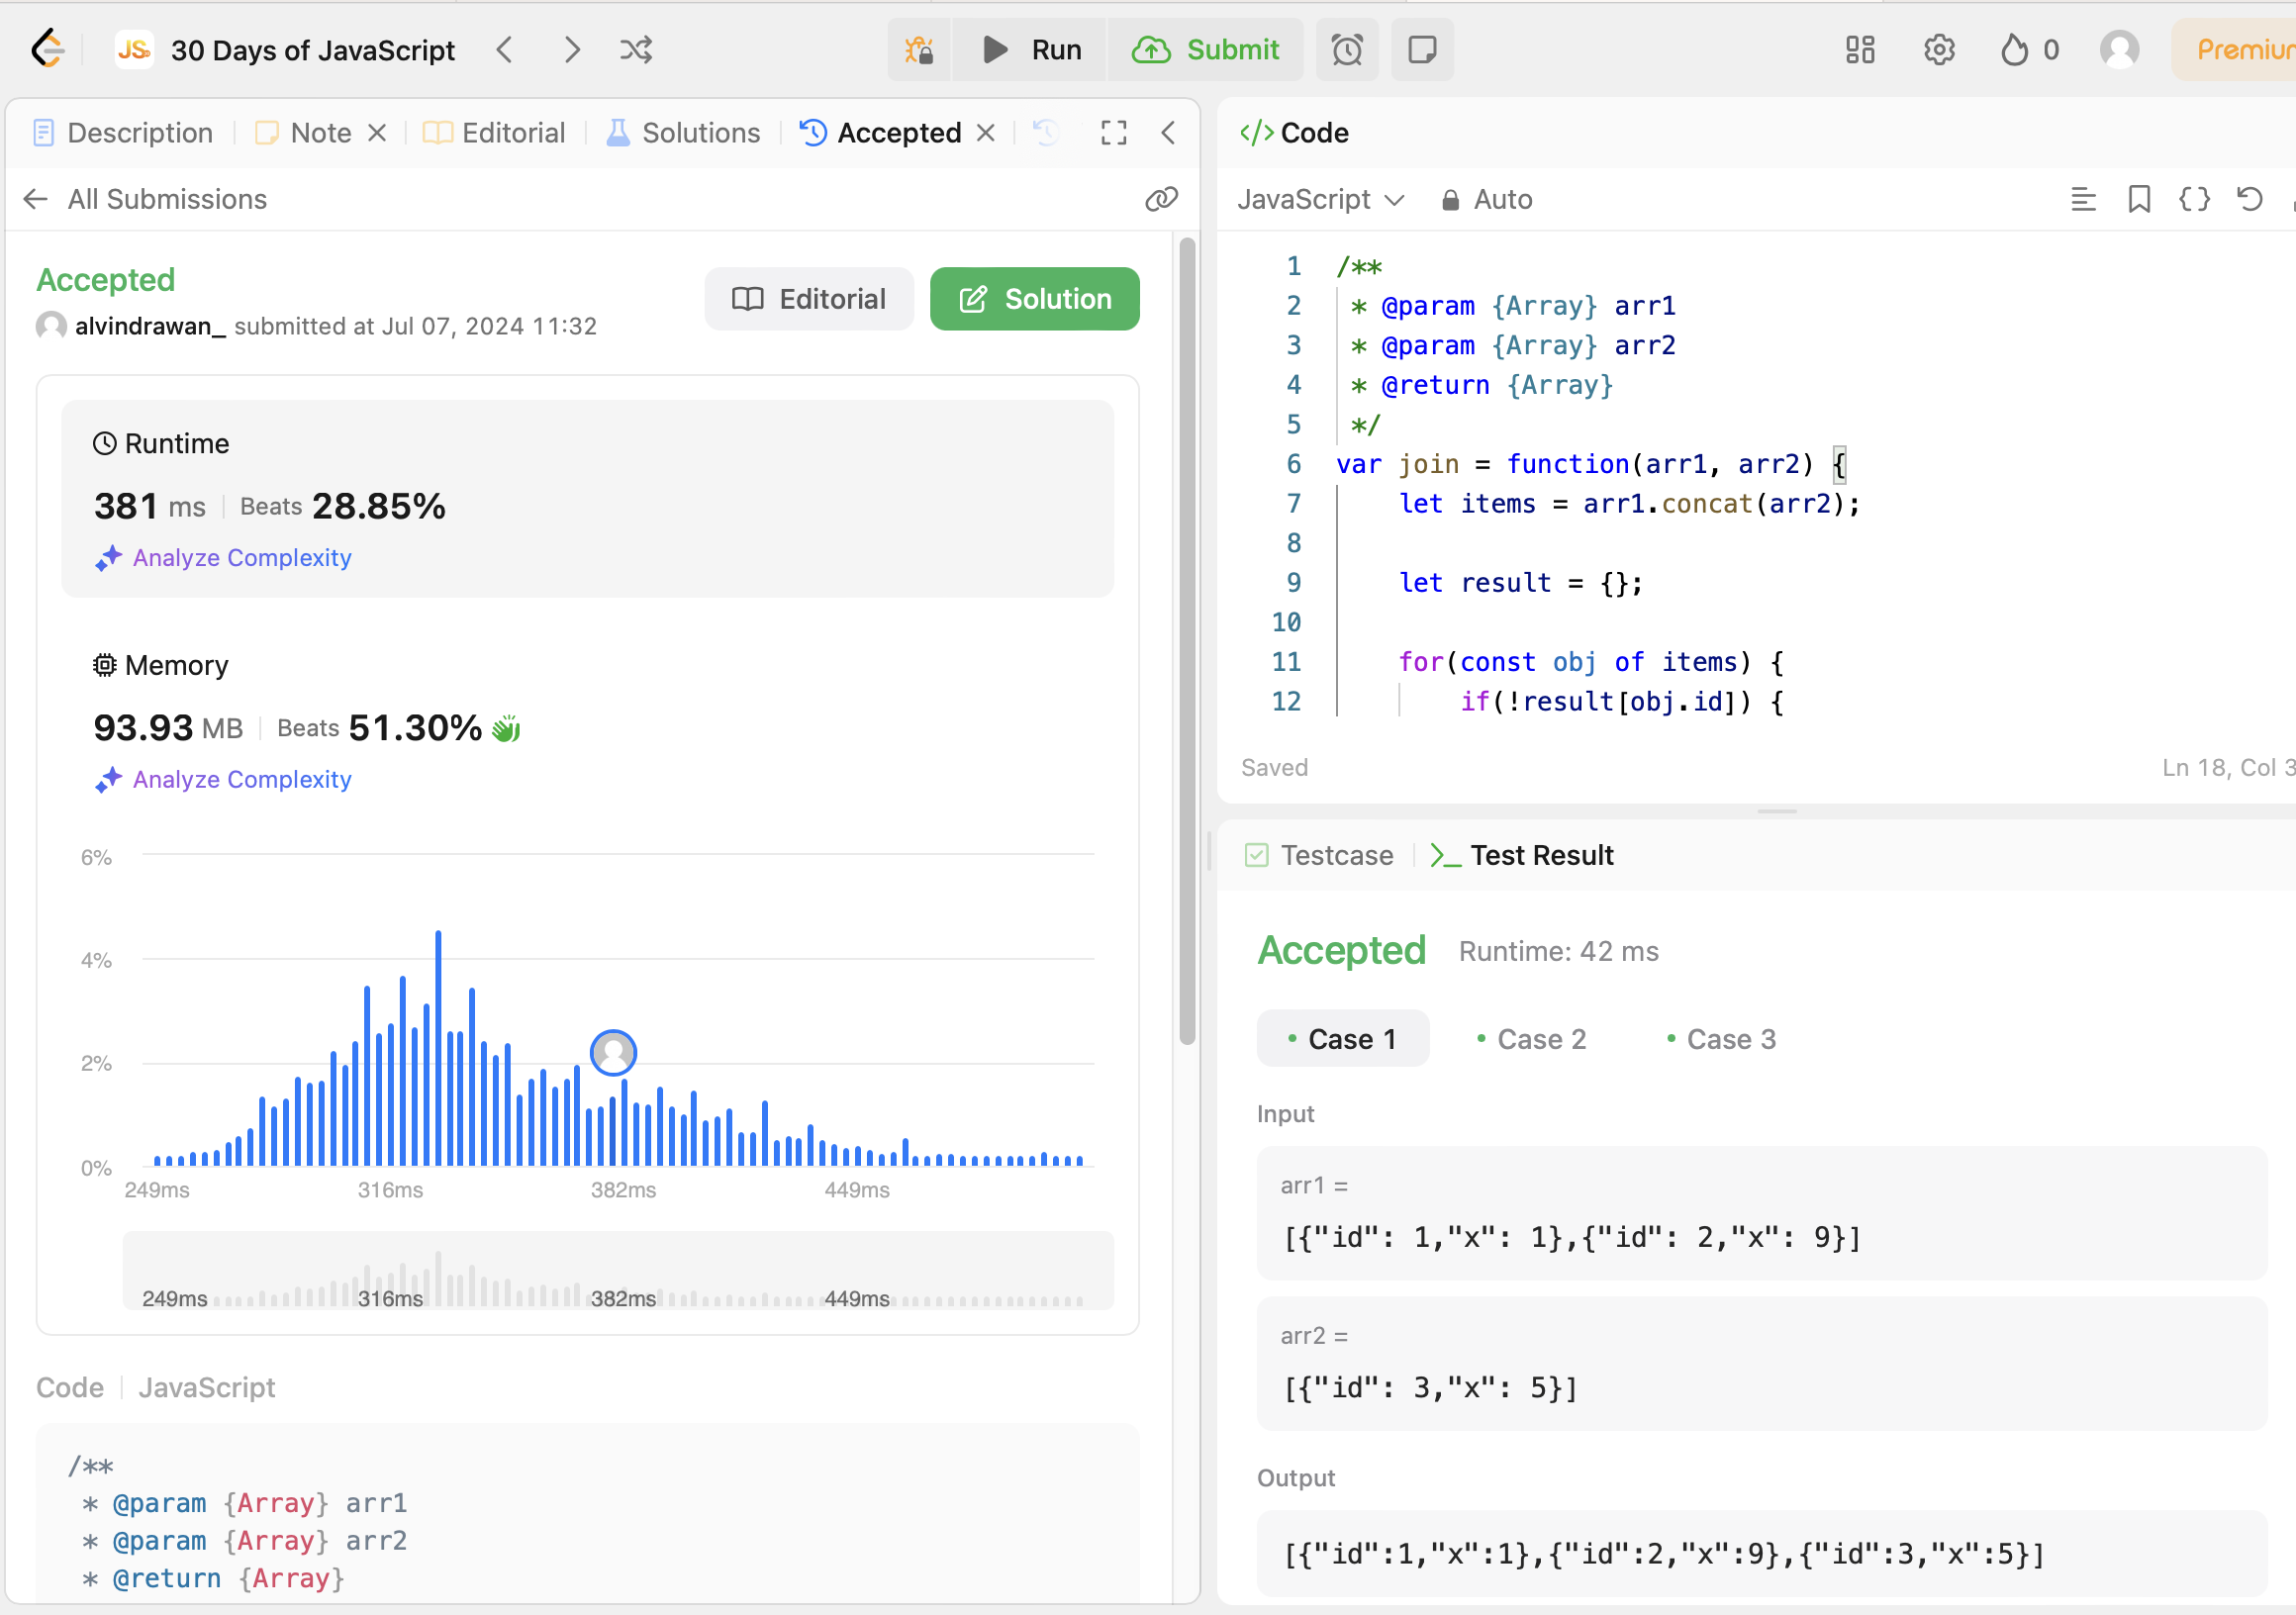 JS 30 Days of JavaScript Run Submit 0 Premium
Description Note Editorial Solutions Accepted
All Submissions
Accepted
alvindrawan_ submitted at Jul 07, 2024 11:32
Editorial Solution
Runtime
381 ms Beats 28.85%
Analyze Complexity
Memory
93.93 MB Beats 51.30%
Analyze Complexity
6%
4%
2%
0%
249ms 316ms 382ms 449ms
249ms 316ms 382ms 449ms
Code JavaScript
/**
* @param {Array} arr1
* @param {Array} arr2
* @return {Array}
</> Code
JavaScript Auto
1 /**
2 * @param {Array} arr1
3 * @param {Array} arr2
4 * @return {Array}
5 */
6 var join = function(arr1, arr2) {
7 let items = arr1.concat(arr2);
8
9 let result = {};
10
11 for(const obj of items) {
12 if(!result[obj.id]) {
Saved Ln 18, Col 3
Testcase Test Result
Accepted Runtime: 42 ms
• Case 1 • Case 2 • Case 3
Input
arr1 =
[{"id": 1,"x": 1},{"id": 2,"x": 9}]
arr2 =
[{"id": 3,"x": 5}]
Output
[{"id":1,"x":1},{"id":2,"x":9},{"id":3,"x":5}]